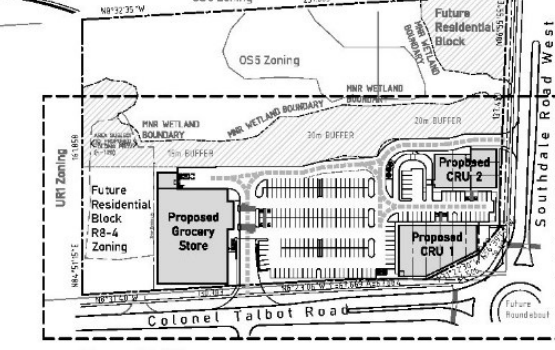 N8°32'35"W
Future
Residential
Block
OS5 Zoning
MNR WETLAND
BOUNDARY
Southdale Road West
MNR WETLAND
BOUNDARY
MNR WETLAND
BOUNDARY
MNR WETLAND BOUNDARY
20m BUFFER
30m BUFFER
15m BUFFER
UR1 Zoning
161.858
Proposed
CRU 2
Future
Residential
Block
R8-4
Zoning
Proposed
Grocery
Store
Proposed
CRU 1
Colonel Talbot Road
Future
Roundabout